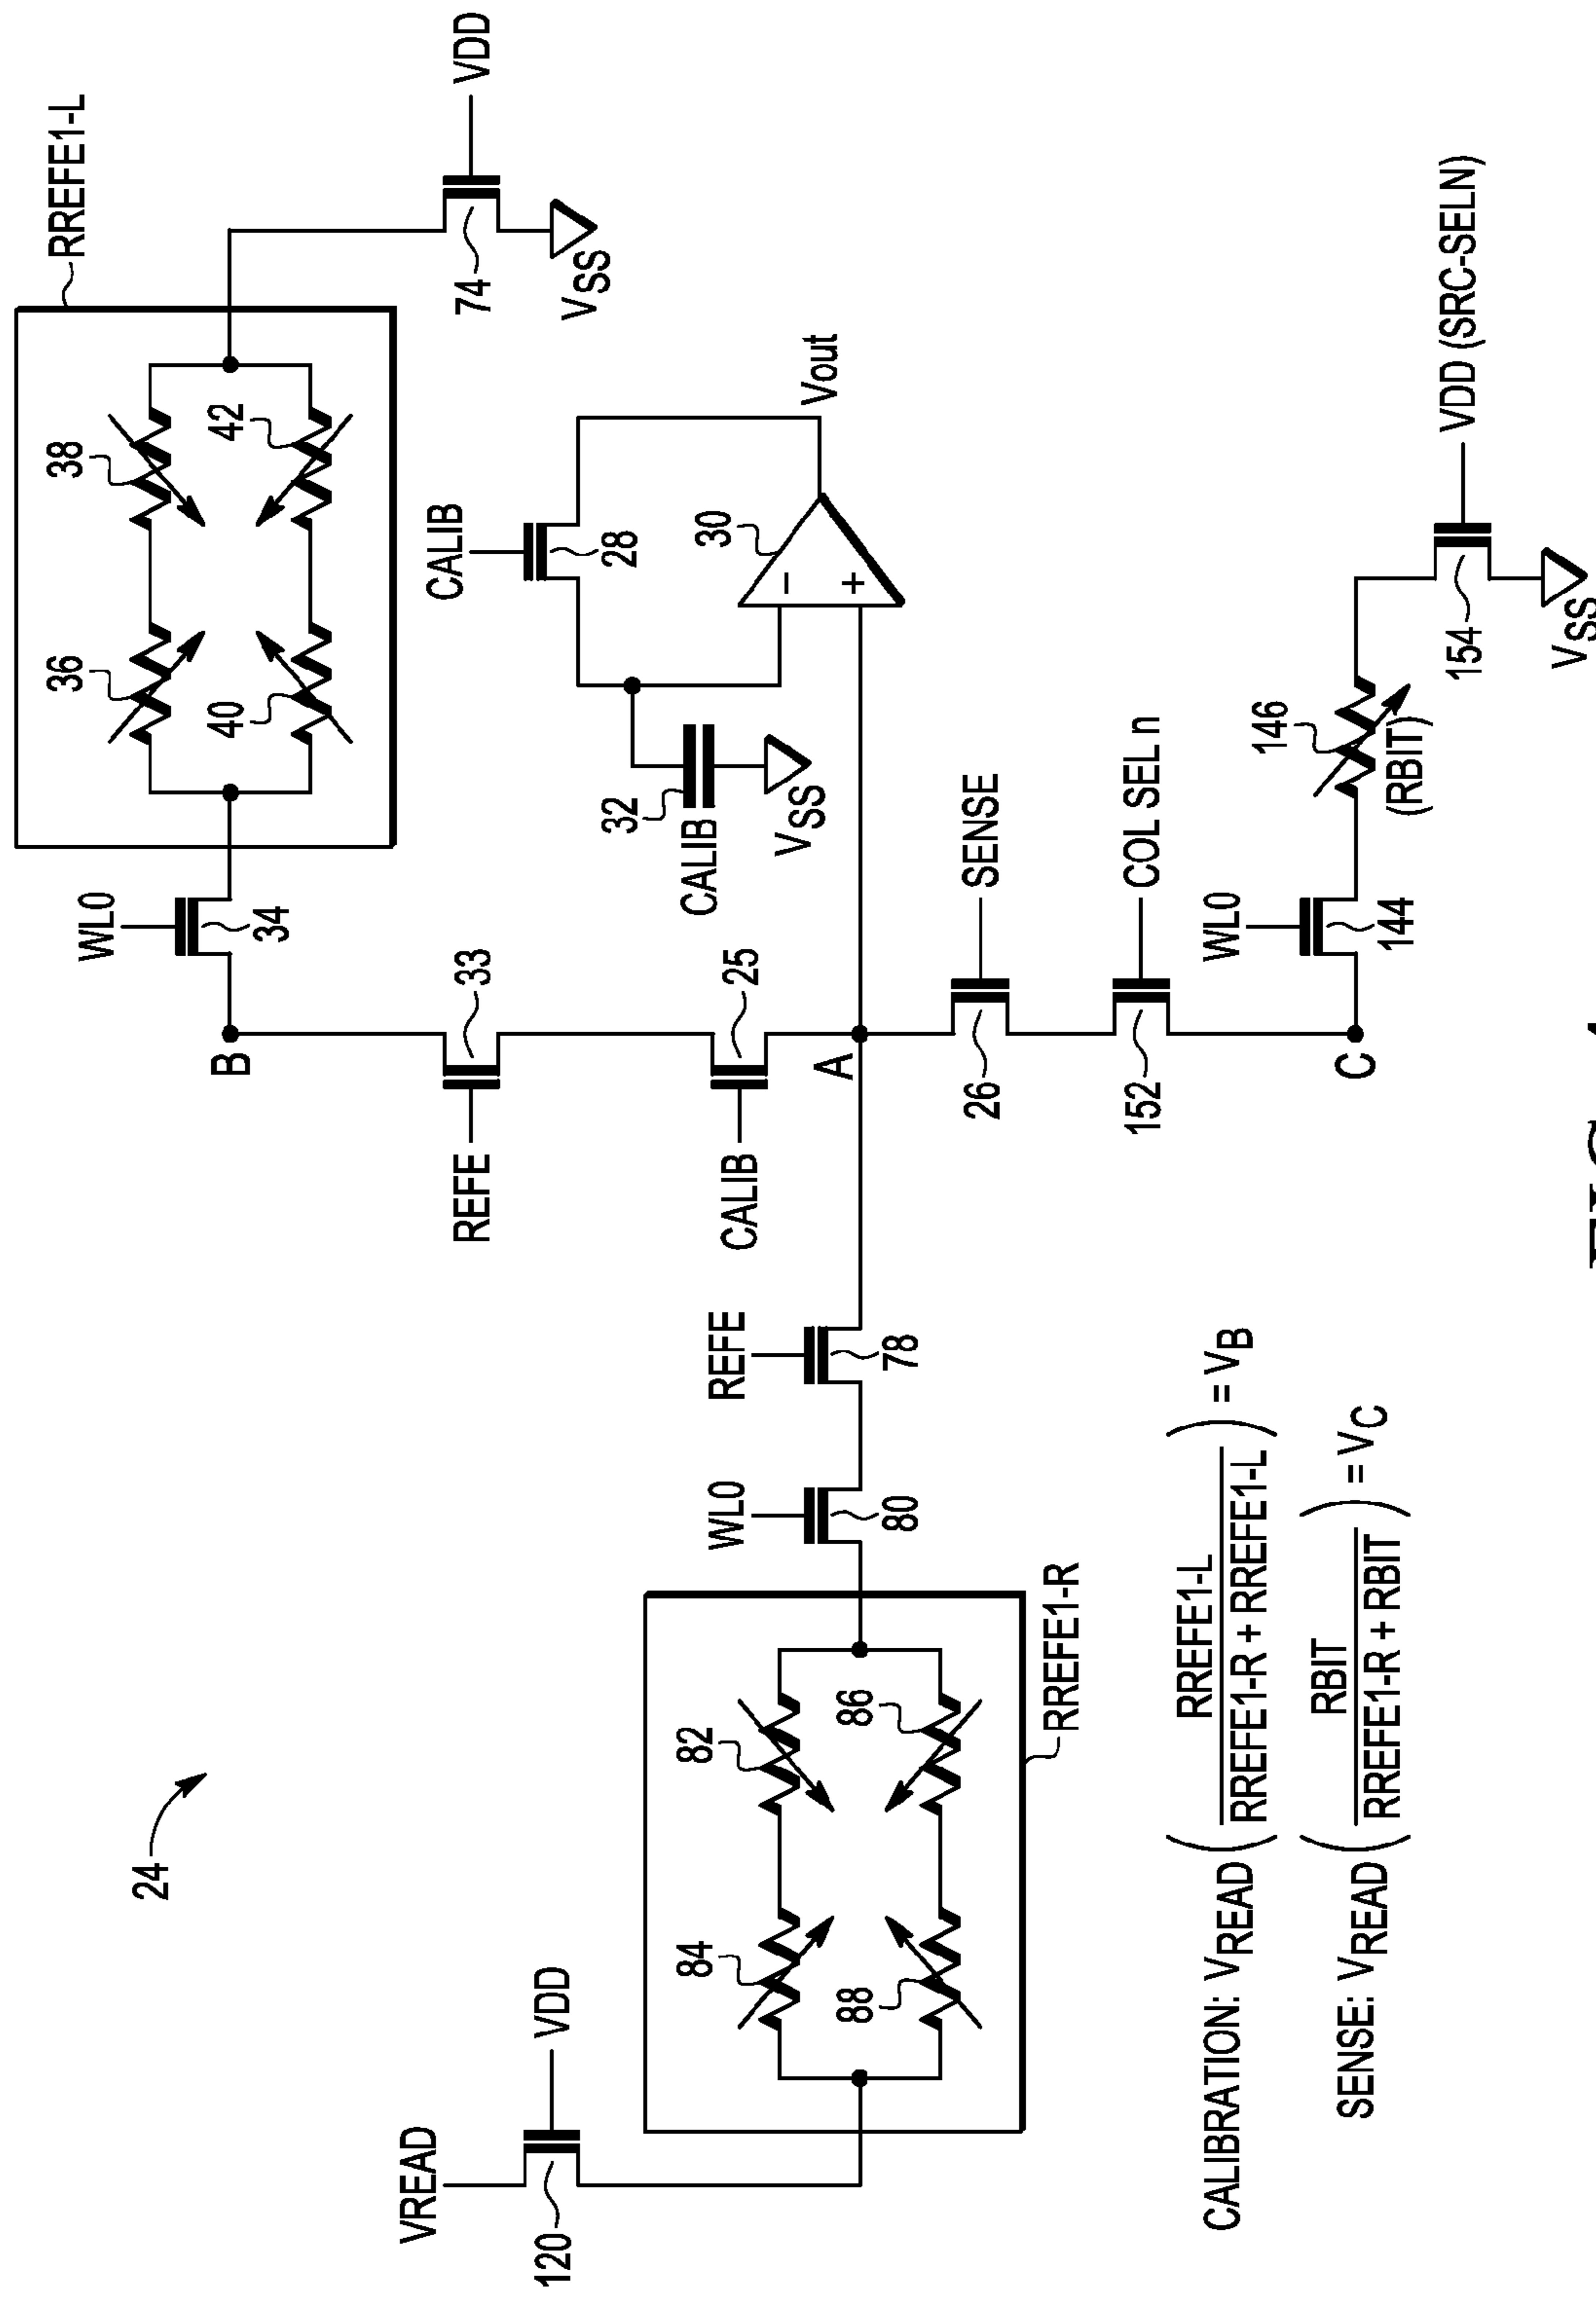 24
RREFE1-L
36
38
40
42
WL0
34
B
VDD
74
VSS
REFE
33
CALIB
28
CALIB
25
30
-
+
Vout
32
CALIB
VSS
A
VREAD
VDD
120
REFE
78
WL0
80
84
82
88
86
RREFE1-R
SENSE
26
COL SEL n
152
WL0
144
C
146
(RBIT)
VDD (SRC-SELN)
154
VSS
CALIBRATION: VREAD ( RREFE1-L / RREFE1-R + RREFE1-L ) = VB
SENSE: VREAD ( RBIT / RREFE1-R + RBIT ) = VC